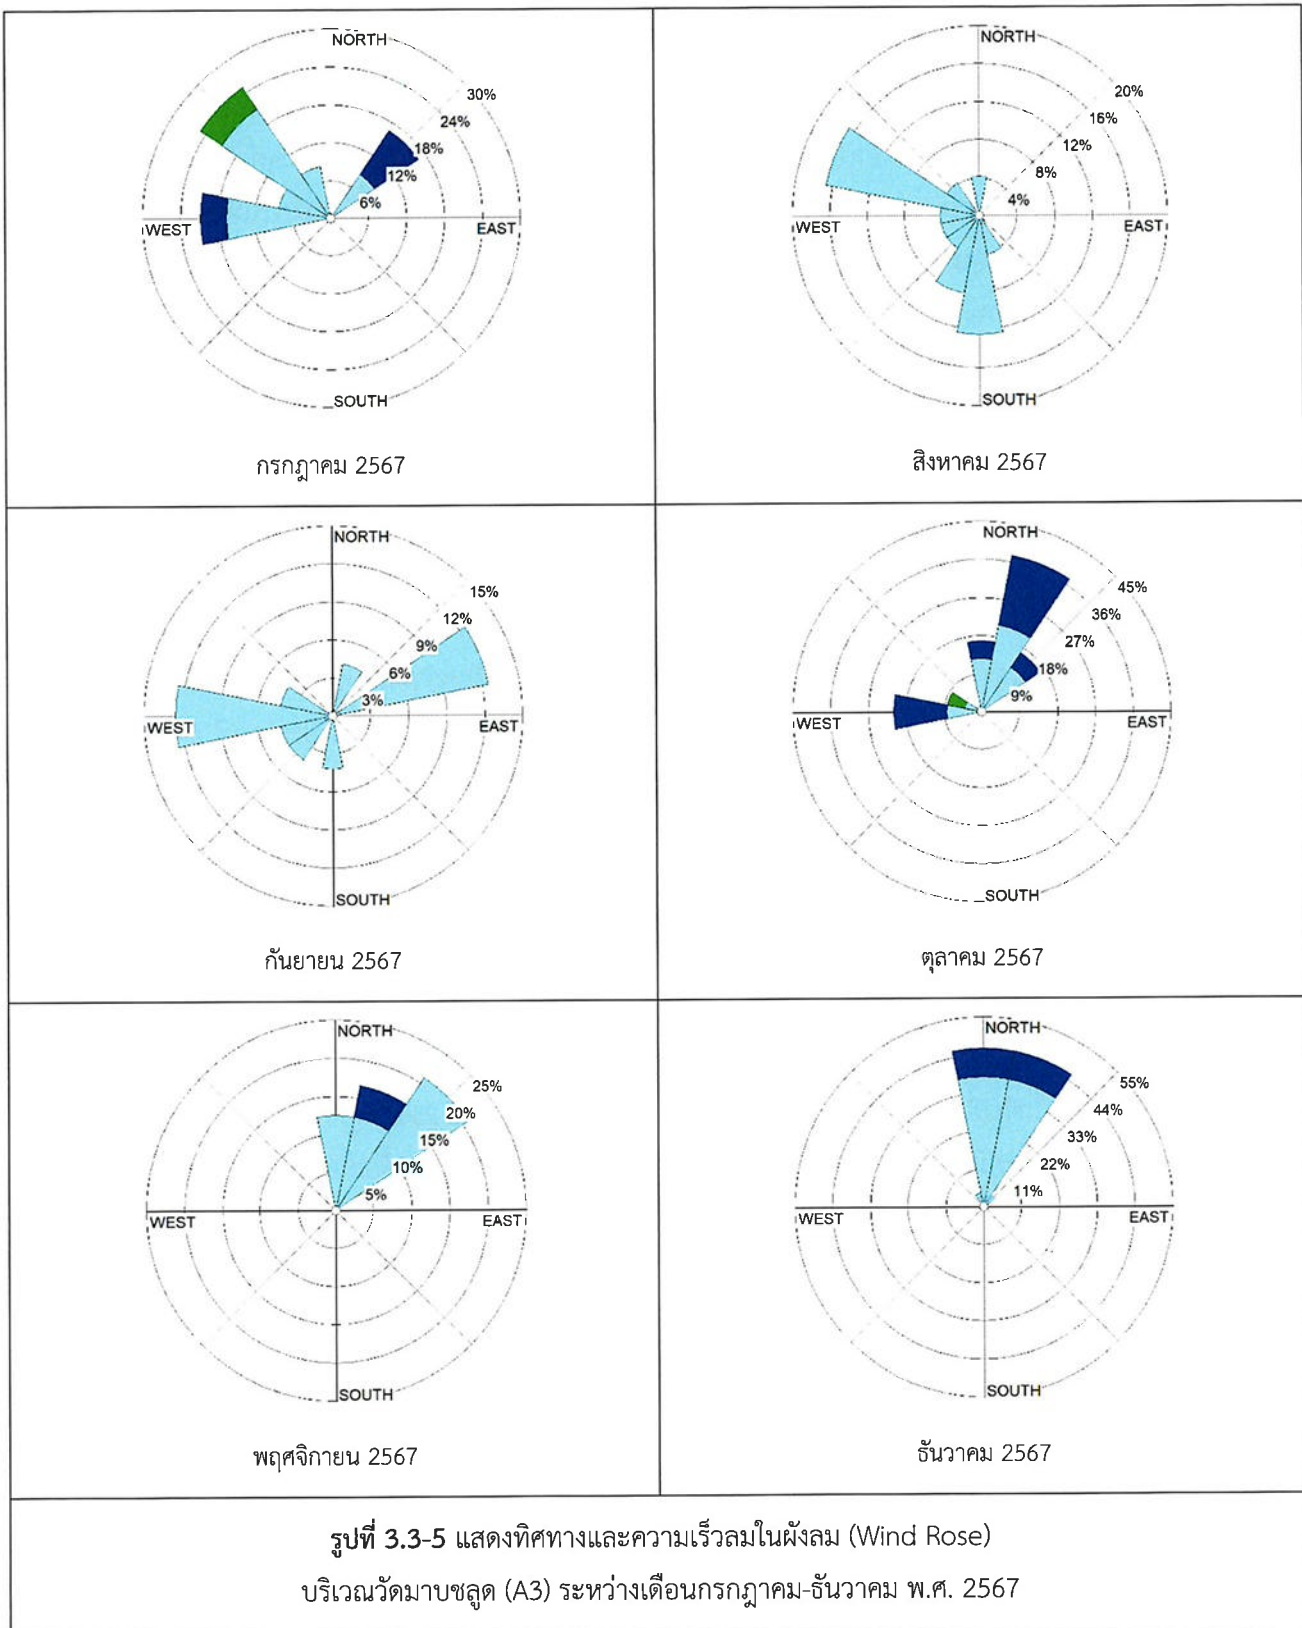 NORTH
30%
24%
18%
12%
6%
WEST
EAST
SOUTH
กรกฎาคม 2567
NORTH
20%
16%
12%
8%
4%
WEST
EAST
SOUTH
สิงหาคม 2567
NORTH
15%
12%
9%
6%
3%
WEST
EAST
SOUTH
กันยายน 2567
NORTH
45%
36%
27%
18%
9%
WEST
EAST
SOUTH
ตุลาคม 2567
NORTH
25%
20%
15%
10%
5%
WEST
EAST
SOUTH
พฤศจิกายน 2567
NORTH
55%
44%
33%
22%
11%
WEST
EAST
SOUTH
ธันวาคม 2567
รูปที่ 3.3-5 แสดงทิศทางและความเร็วลมในผังลม (Wind Rose)
บริเวณวัดมาบชลูด (A3) ระหว่างเดือนกรกฎาคม-ธันวาคม พ.ศ. 2567